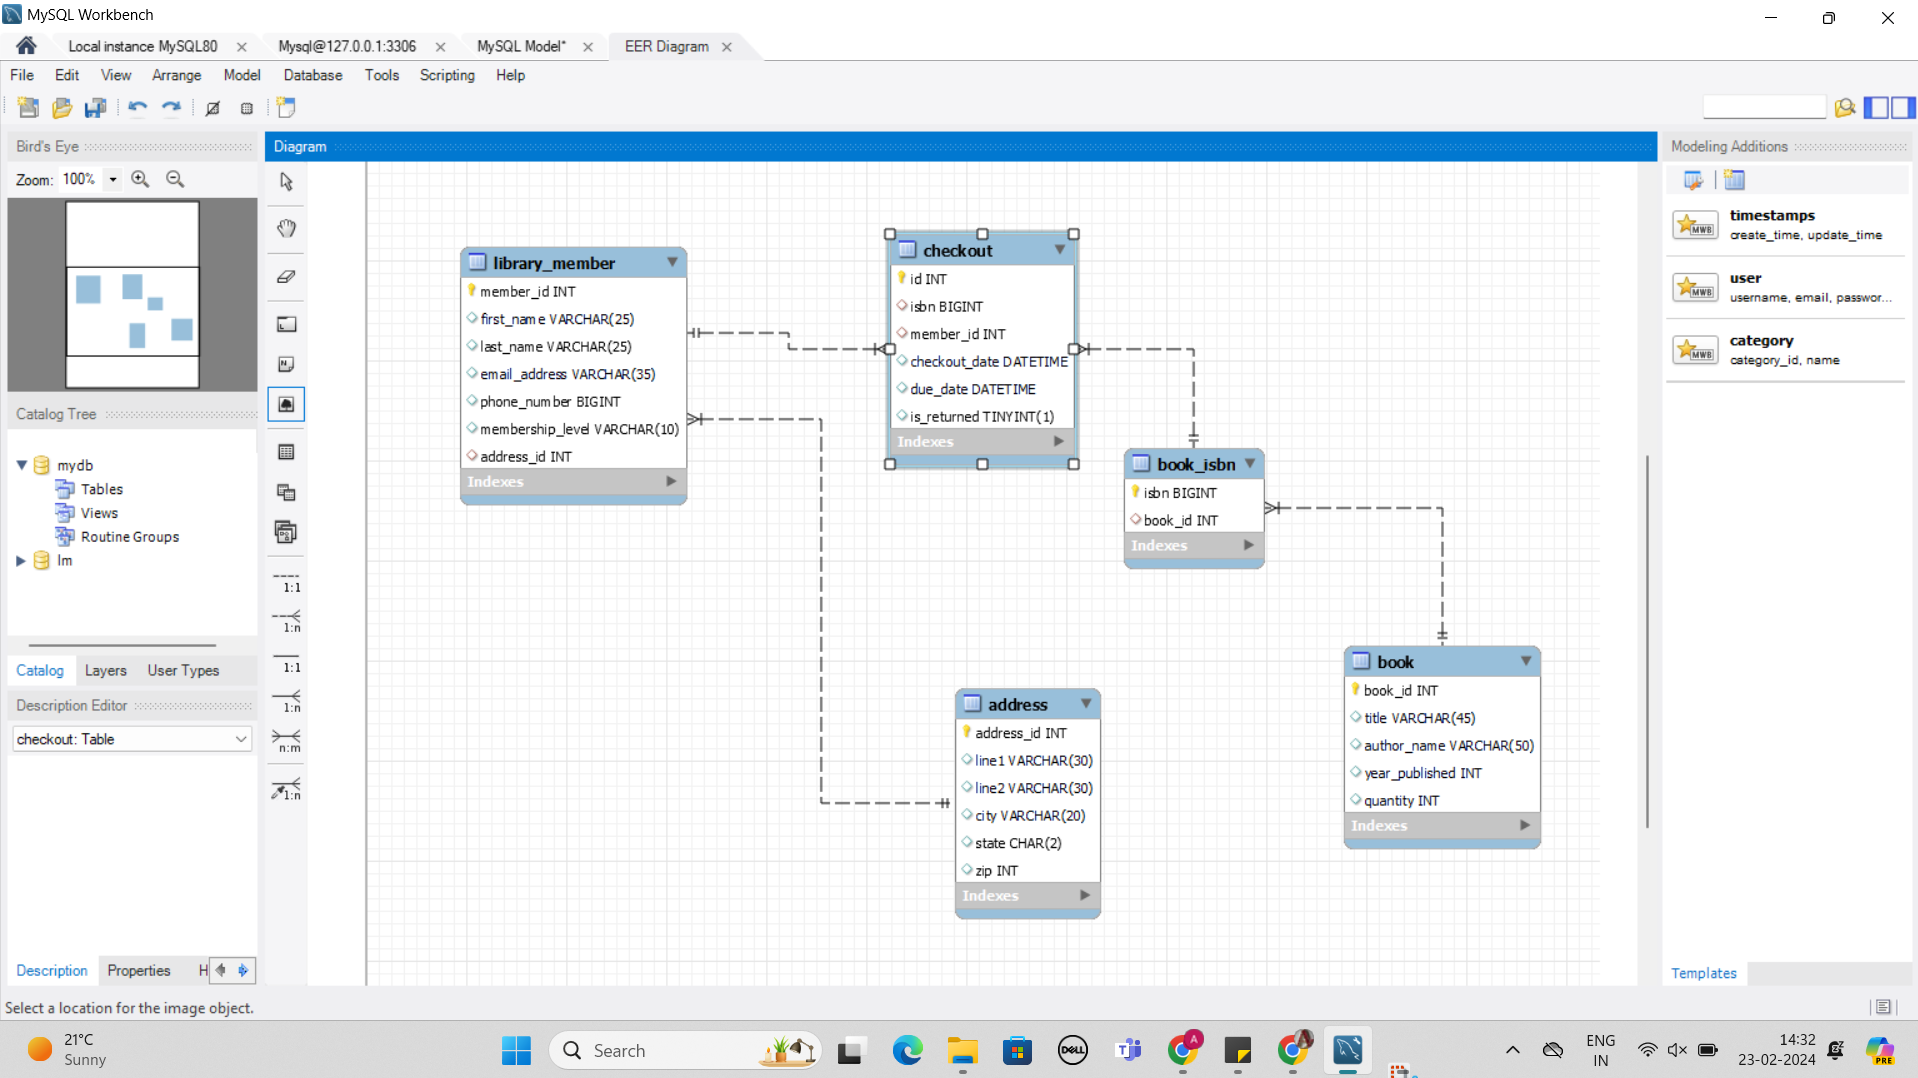 MySQL Workbench
Local instance MySQL80
Mysql@127.0.0.1:3306
MySQL Model*
EER Diagram
File
Edit
View
Arrange
Model
Database
Tools
Scripting
Help
Bird's Eye
Zoom: 100%
Catalog Tree
mydb
Tables
Views
Routine Groups
lm
Catalog
Layers
User Types
Description Editor
checkout: Table
Description
Properties
H
Diagram
1:1
1:n
1:1
1:n
n:m
1:n
library_member
member_id INT
first_name VARCHAR(25)
last_name VARCHAR(25)
email_address VARCHAR(35)
phone_number BIGINT
membership_level VARCHAR(10)
address_id INT
Indexes
checkout
id INT
isbn BIGINT
member_id INT
checkout_date DATETIME
due_date DATETIME
is_returned TINYINT(1)
Indexes
book_isbn
isbn BIGINT
book_id INT
Indexes
address
address_id INT
line1 VARCHAR(30)
line2 VARCHAR(30)
city VARCHAR(20)
state CHAR(2)
zip INT
Indexes
book
book_id INT
title VARCHAR(45)
author_name VARCHAR(50)
year_published INT
quantity INT
Indexes
Modeling Additions
MWB
timestamps
create_time, update_time
MWB
user
username, email, passwor...
MWB
category
category_id, name
Templates
Select a location for the image object.
21°C
Sunny
Search
DELL
A
ENG
IN
14:32
23-02-2024
PRE